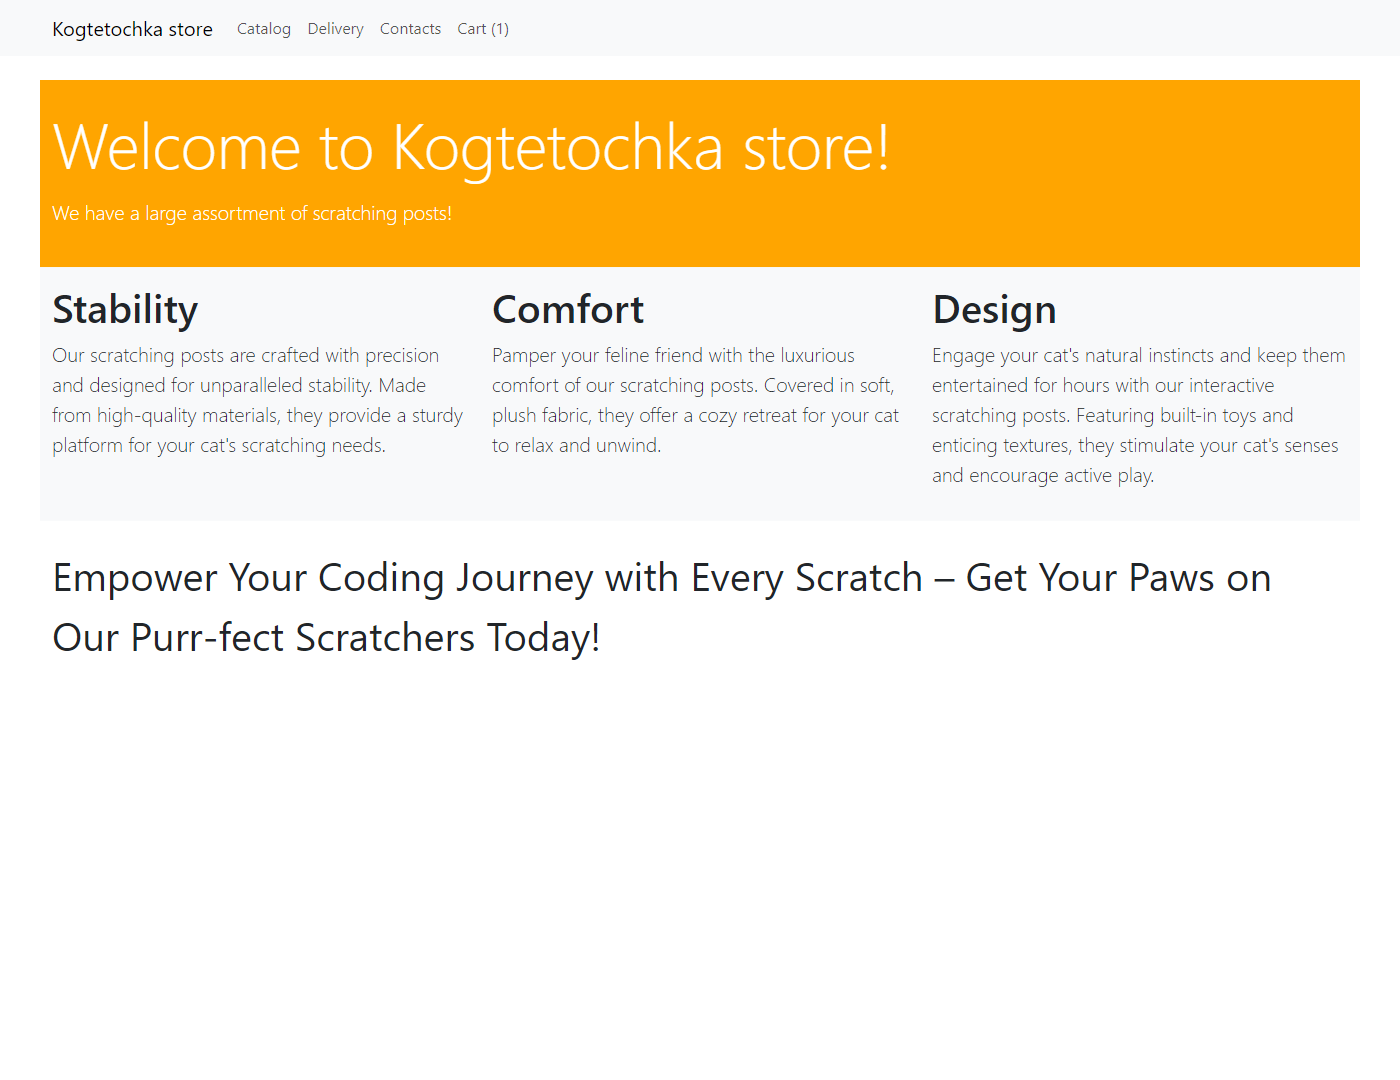 Kogtetochka store Catalog Delivery Contacts Cart (1)
Welcome to Kogtetochka store!
We have a large assortment of scratching posts!
Stability
Our scratching posts are crafted with precision
and designed for unparalleled stability. Made
from high-quality materials, they provide a sturdy
platform for your cat's scratching needs.
Comfort
Pamper your feline friend with the luxurious
comfort of our scratching posts. Covered in soft,
plush fabric, they offer a cozy retreat for your cat
to relax and unwind.
Design
Engage your cat's natural instincts and keep them
entertained for hours with our interactive
scratching posts. Featuring built-in toys and
enticing textures, they stimulate your cat's senses
and encourage active play.
Empower Your Coding Journey with Every Scratch – Get Your Paws on
Our Purr-fect Scratchers Today!